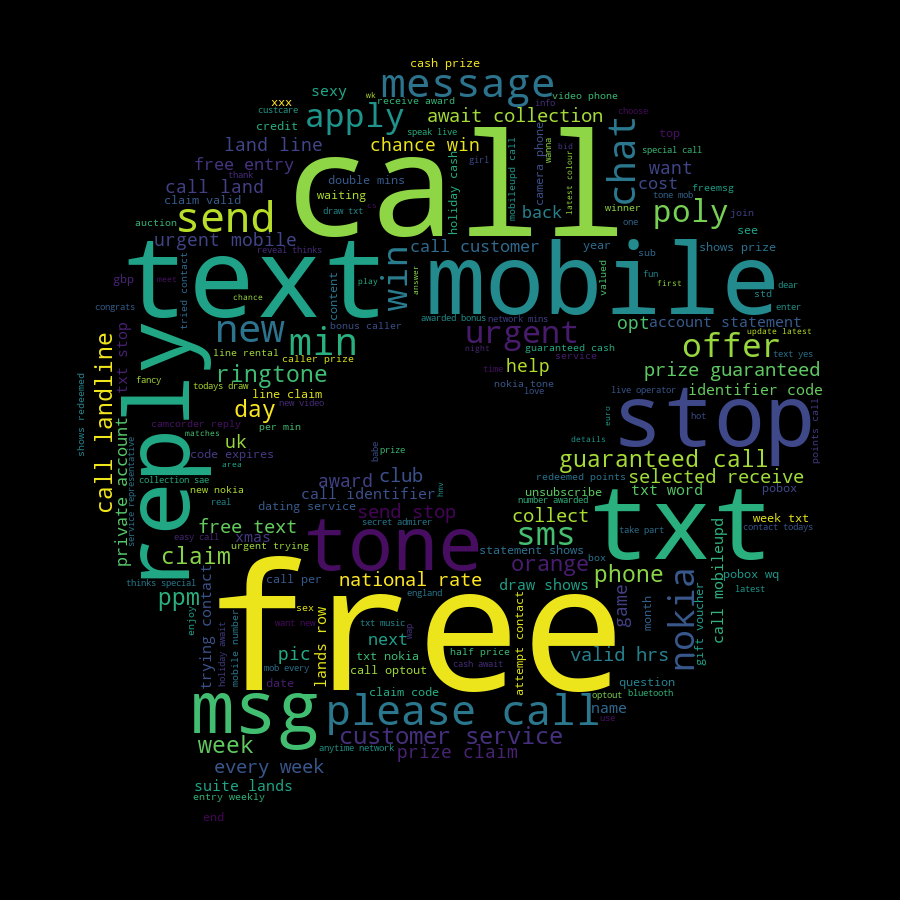 cash prize
message
sexy
wk
receive award
video phone
info
xxx
custcare
apply
await collection
choose
credit
speak live
chat
top
land line
chance win
call
camera phone
wanna
bid
special call
free entry
thank
girl
want
call land
double mins
holiday cash
mobileupd call
latest colour
cost
freemsg
claim valid
waiting
tone mob
send
draw txt
cs
back
winner
poly
join
auction
one
see
urgent mobile
text
reveal thinks
win
call customer
mobile
year
shows prize
gbp
meet
tried contact
content
play
answer
valued
sub
fun
first
dear
std
congrats
chance
enter
new
bonus caller
awarded bonus
network mins
opt
account statement
min
urgent
update latest
reply
txt stop
line rental
caller prize
guaranteed cash
offer
text yes
night
service
call landline
ringtone
time
help
prize guaranteed
fancy
todays draw
nokia tone
live operator
identifier code
line claim
love
shows redeemed
day
new video
stop
points call
camcorder reply
per min
euro
hot
private account
matches
uk
details
service representative
code expires
babe
prize
guaranteed call
area
collection sae
award
club
redeemed points
selected receive
new nokia
call identifier
hmv
unsubscribe
txt word
pobox
real
dating service
number awarded
send stop
collect
txt
week txt
free text
secret admirer
sms
take part
contact todays
easy call
xmas
tone
urgent trying
statement shows
claim
orange
box
call mobileupd
national rate
phone
pobox wq
thinks special
call per
draw shows
nokia
latest
ppm
trying contact
free
england
game
enjoy
sex
lands row
attempt contact
month
gift voucher
want new
txt music
wap
holiday await
mobile number
next
pic
txt nokia
half price
valid hrs
mob every
cash await
call optout
date
question
msg
claim code
optout
bluetooth
please call
name
use
week
customer service
anytime network
prize claim
every week
suite lands
entry weekly
end